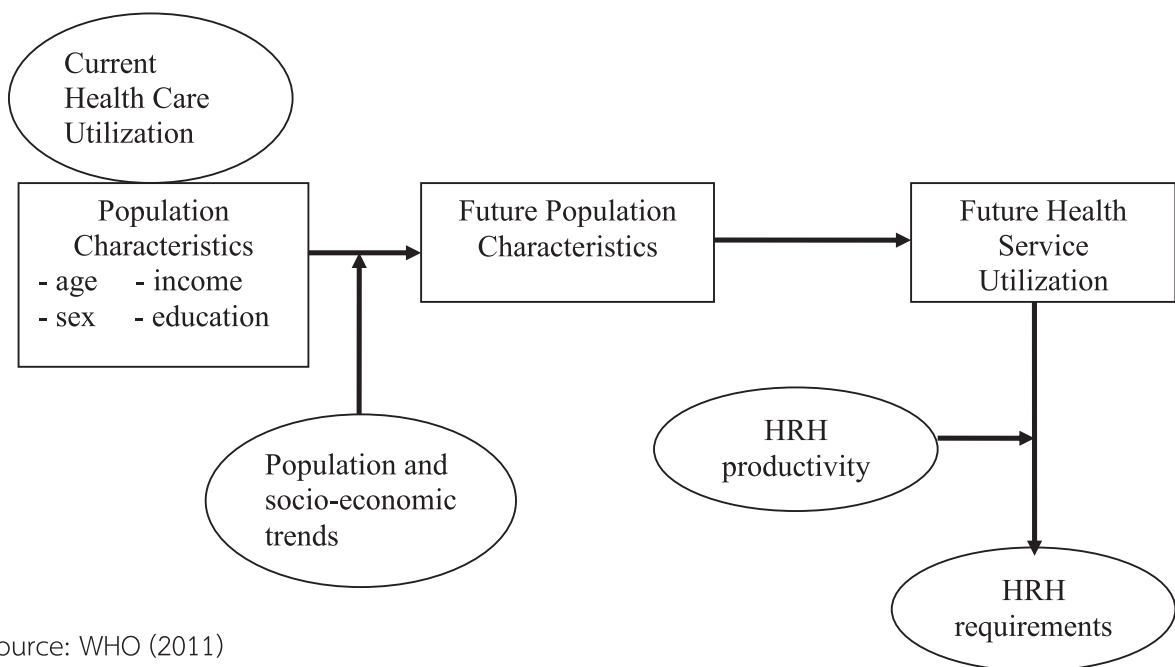 Current
Health Care
Utilization
Population
Characteristics
- age - income
- sex - education
Future Population
Characteristics
Future Health
Service
Utilization
HRH
productivity
Population and
socio-economic
trends
HRH
requirements
ource: WHO (2011)